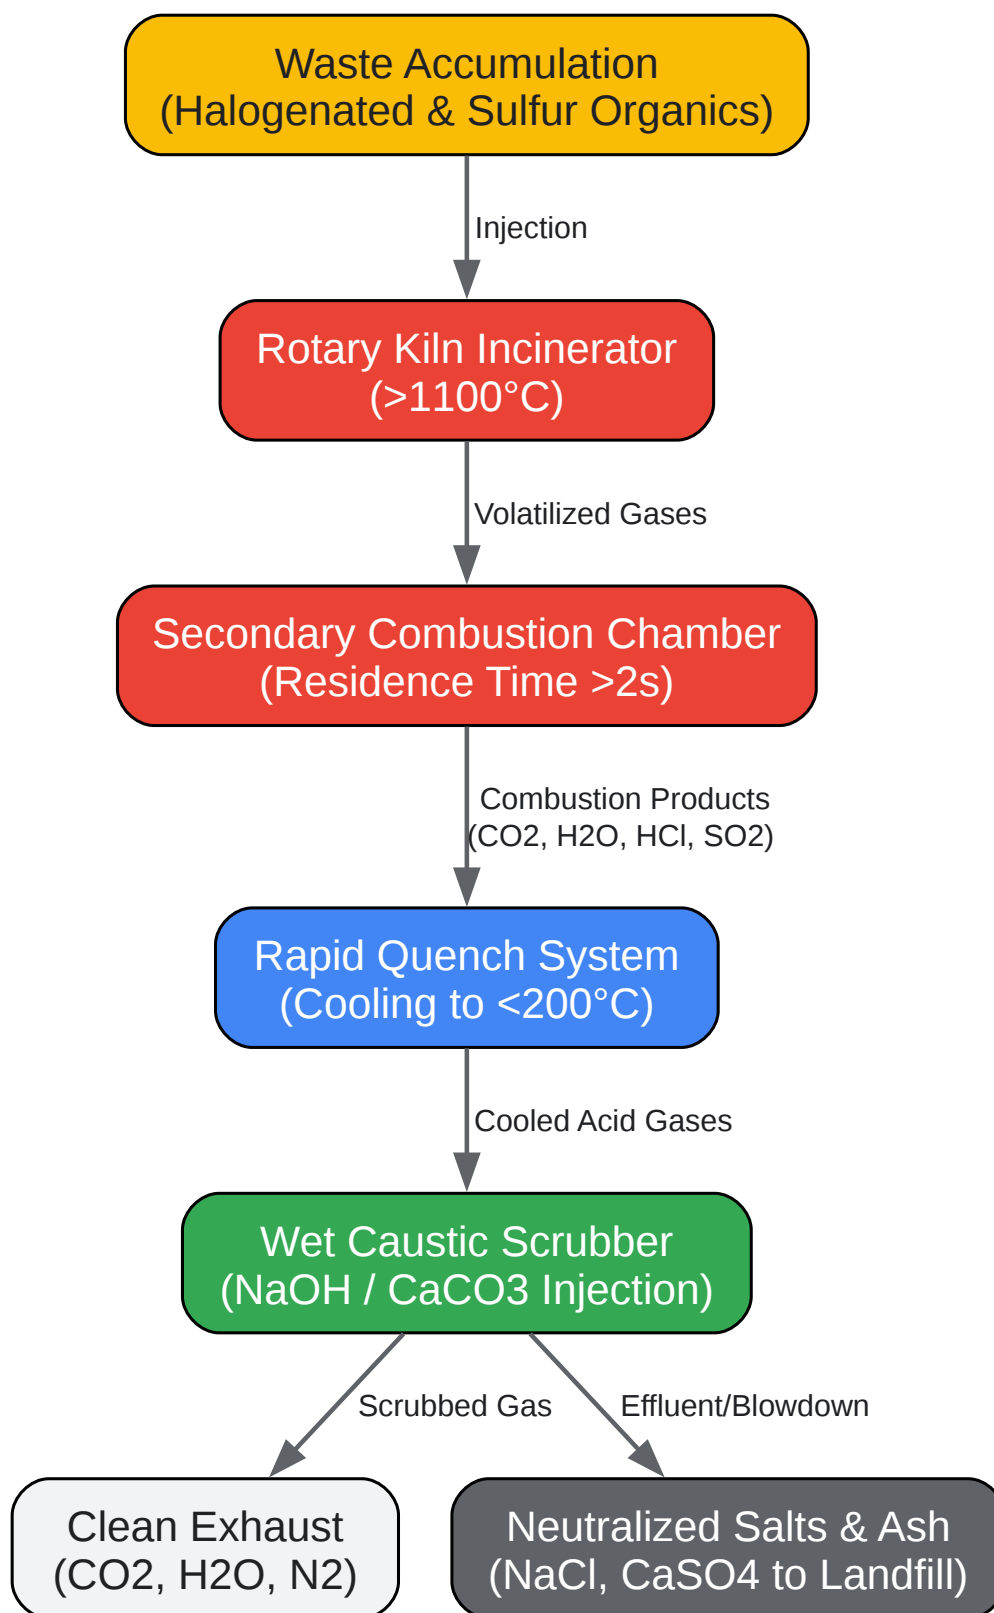 Waste Accumulation
(Halogenated & Sulfur Organics)
Injection
Rotary Kiln Incinerator
(>1100°C)
Volatilized Gases
Secondary Combustion Chamber
(Residence Time >2s)
Combustion Products
(CO2, H2O, HCl, SO2)
Rapid Quench System
(Cooling to <200°C)
Cooled Acid Gases
Wet Caustic Scrubber
(NaOH / CaCO3 Injection)
Scrubbed Gas
Effluent/Blowdown
Clean Exhaust
(CO2, H2O, N2)
Neutralized Salts & Ash
(NaCl, CaSO4 to Landfill)